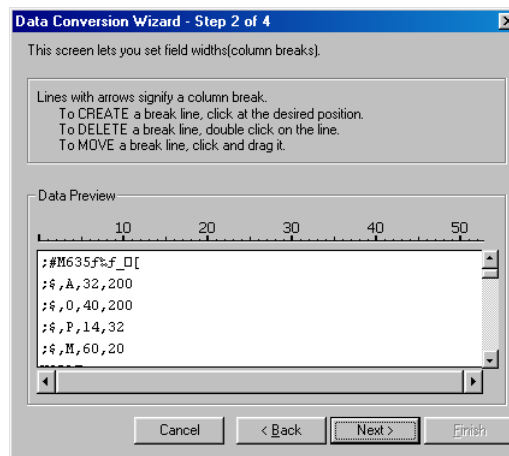 Data Conversion Wizard - Step 2 of 4
This screen lets you set field widths(column breaks).
Lines with arrows signify a column break.
To CREATE a break line, click at the desired position.
To DELETE a break line, double click on the line.
To MOVE a break line, click and drag it.
Data Preview
10 20 30 40 50
;#M635ƒ%ƒ_□[
;$,A,32,200
;$,0,40,200
;$,P,14,32
;$,M,60,20
Cancel < Back Next > Finish